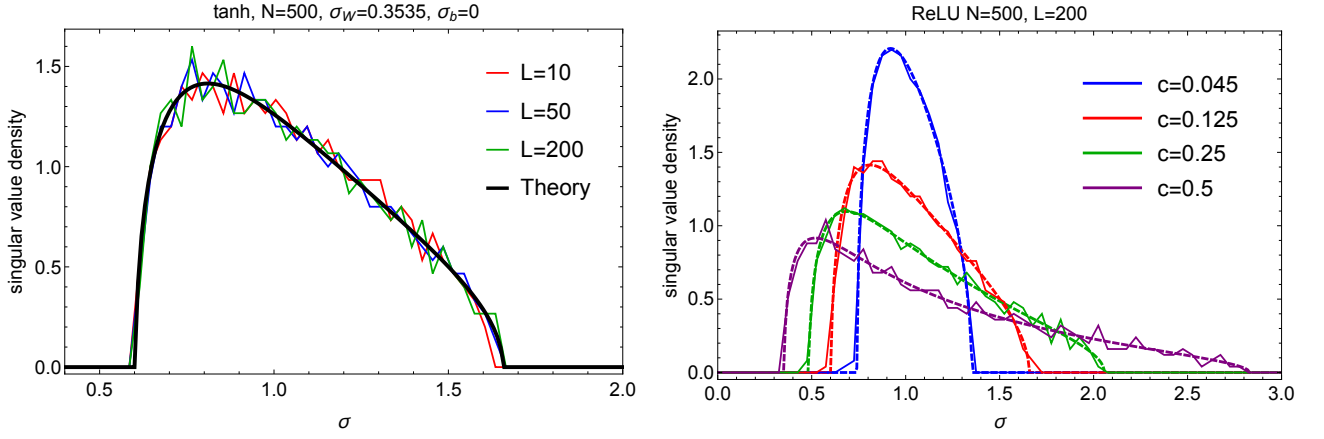 tanh, N=500, σW=0.3535, σb=0
singular value density
1.5
1.0
0.5
0.0
0.5
1.0
1.5
2.0
σ
L=10
L=50
L=200
Theory
ReLU N=500, L=200
singular value density
2.0
1.5
1.0
0.5
0.0
0.0
0.5
1.0
1.5
2.0
2.5
3.0
σ
c=0.045
c=0.125
c=0.25
c=0.5